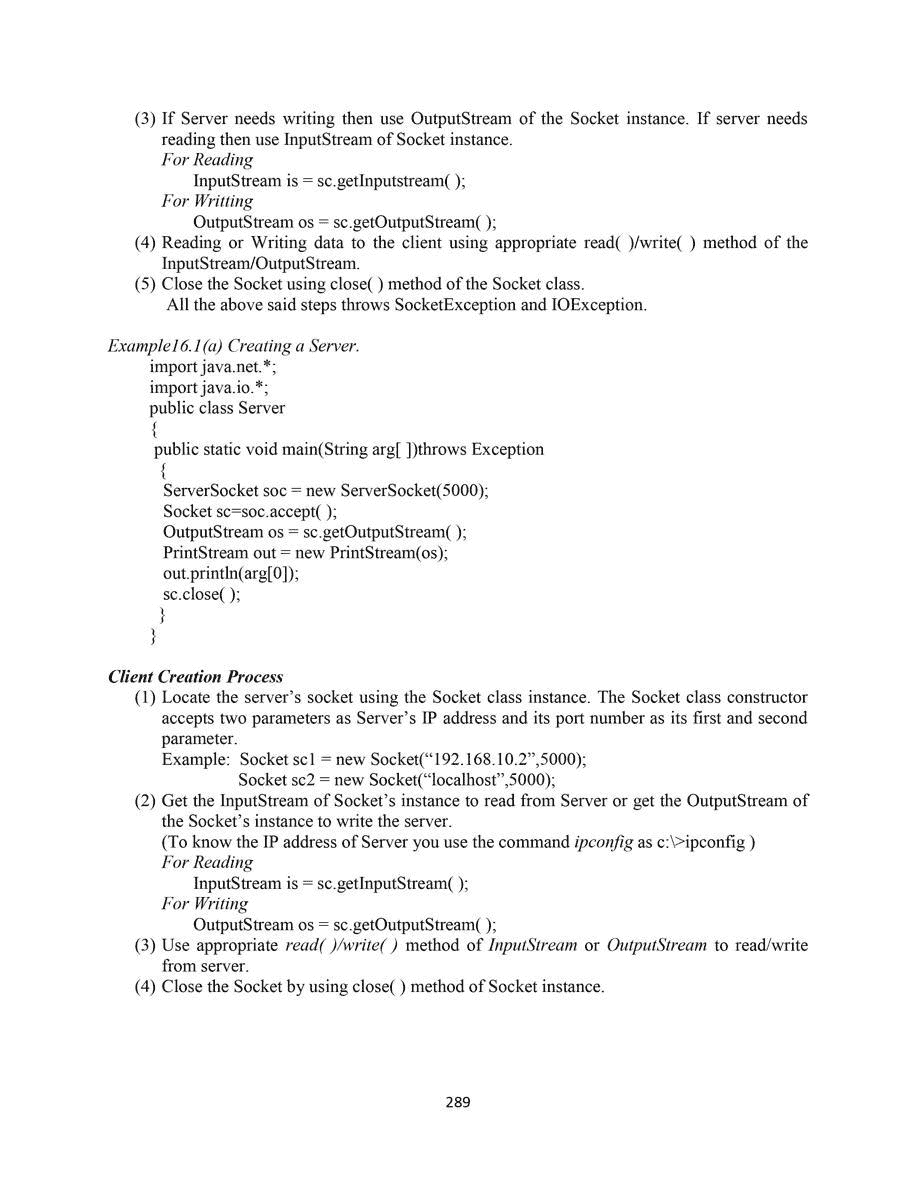 (3) If Server needs writing then use OutputStream of the Socket instance. If server needs
reading then use InputStream of Socket instance.
For Reading
InputStream is = sc.getInputstream( );
For Writting
OutputStream os = sc.getOutputStream( );
(4) Reading or Writing data to the client using appropriate read( )/write( ) method of the
InputStream/OutputStream.
(5) Close the Socket using close( ) method of the Socket class.
All the above said steps throws SocketException and IOException.
Example16.1(a) Creating a Server.
import java.net.*;
import java.io.*;
public class Server
{
public static void main(String arg[ ])throws Exception
{
ServerSocket soc = new ServerSocket(5000);
Socket sc=soc.accept( );
OutputStream os = sc.getOutputStream( );
PrintStream out = new PrintStream(os);
out.println(arg[0]);
sc.close( );
}
}
Client Creation Process
(1) Locate the server’s socket using the Socket class instance. The Socket class constructor
accepts two parameters as Server’s IP address and its port number as its first and second
parameter.
Example: Socket sc1 = new Socket(“192.168.10.2”,5000);
Socket sc2 = new Socket(“localhost”,5000);
(2) Get the InputStream of Socket’s instance to read from Server or get the OutputStream of
the Socket’s instance to write the server.
(To know the IP address of Server you use the command ipconfig as c:\>ipconfig )
For Reading
InputStream is = sc.getInputStream( );
For Writing
OutputStream os = sc.getOutputStream( );
(3) Use appropriate read( )/write( ) method of InputStream or OutputStream to read/write
from server.
(4) Close the Socket by using close( ) method of Socket instance.
289